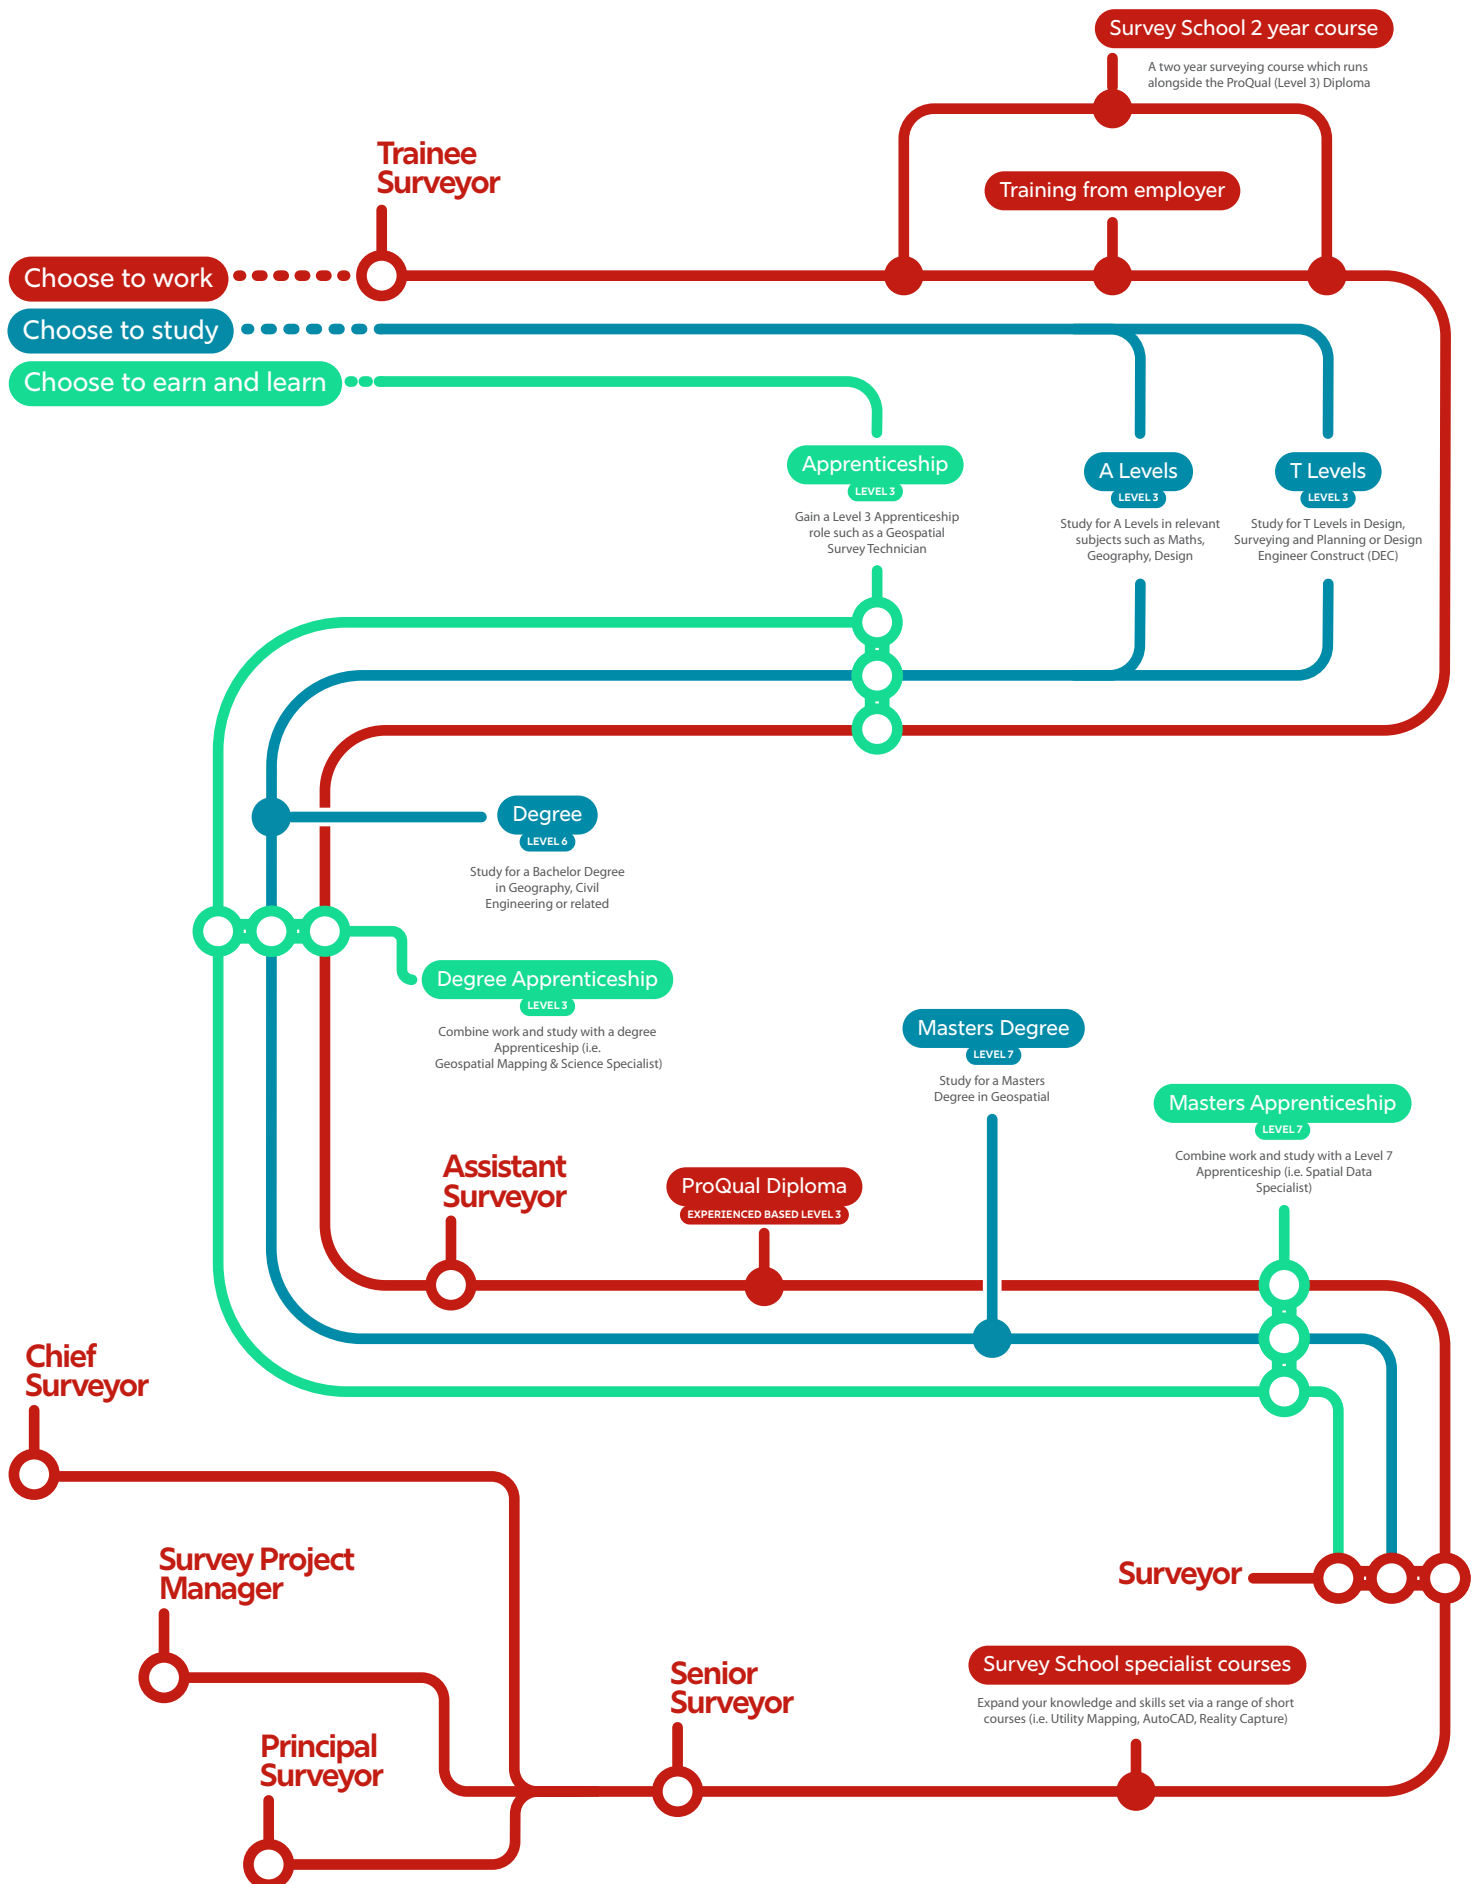 Survey School 2 year course
A two year surveying course which runs
alongside the ProQual (Level 3) Diploma
Trainee
Surveyor
Training from employer
Choose to work
Choose to study
Choose to earn and learn
Apprenticeship
LEVEL 3
Gain a Level 3 Apprenticeship
role such as a Geospatial
Survey Technician
A Levels
LEVEL 3
Study for A Levels in relevant
subjects such as Maths,
Geography, Design
T Levels
LEVEL 3
Study for T Levels in Design,
Surveying and Planning or Design
Engineer Construct (DEC)
Degree
LEVEL 6
Study for a Bachelor Degree
in Geography, Civil
Engineering or related
Degree Apprenticeship
LEVEL 3
Combine work and study with a degree
Apprenticeship (i.e.
Geospatial Mapping & Science Specialist)
Masters Degree
LEVEL 7
Study for a Masters
Degree in Geospatial
Masters Apprenticeship
LEVEL 7
Combine work and study with a Level 7
Apprenticeship (i.e. Spatial Data
Specialist)
Assistant
Surveyor
ProQual Diploma
EXPERIENCED BASED LEVEL 3
Chief
Surveyor
Survey Project
Manager
Surveyor
Survey School specialist courses
Expand your knowledge and skills set via a range of short
courses (i.e. Utility Mapping, AutoCAD, Reality Capture)
Senior
Surveyor
Principal
Surveyor